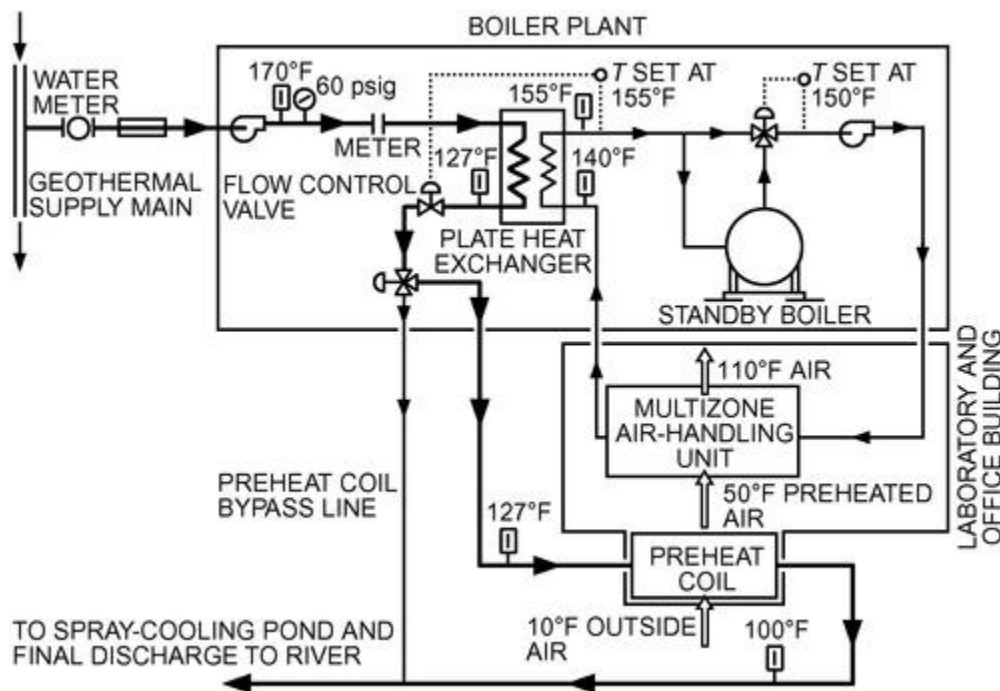 BOILER PLANT
WATER
METER
170°F
60 psig
METER
GEOTHERMAL
SUPPLY MAIN
FLOW CONTROL
VALVE
127°F
155°F
140°F
T SET AT
155°F
T SET AT
150°F
PLATE HEAT
EXCHANGER
STANDBY BOILER
LABORATORY AND
OFFICE BUILDING
110°F AIR
MULTIZONE
AIR-HANDLING
UNIT
50°F PREHEATED
AIR
PREHEAT COIL
BYPASS LINE
127°F
PREHEAT
COIL
10°F OUTSIDE
AIR
100°F
TO SPRAY-COOLING POND AND
FINAL DISCHARGE TO RIVER